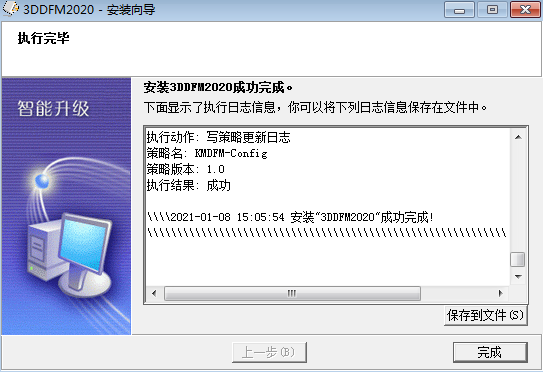 3DDFM2020 - 安装向导
执行完毕
智能升级
安装3DDFM2020成功完成。
下面显示了执行日志信息，你可以将下列日志信息保存在文件中。
执行动作: 写策略更新日志
策略名: KMDFM-Config
策略版本: 1.0
执行结果: 成功
\\\\2021-01-08 15:05:54 安装"3DDFM2020"成功完成!
\\\\\\\\\\\\\\\\\\\\\\\\\\\\\\\\\\\\\\\\\\\\\\\\\\\\\\\\\\\\
保存到文件(S)
上一步(B)
完成